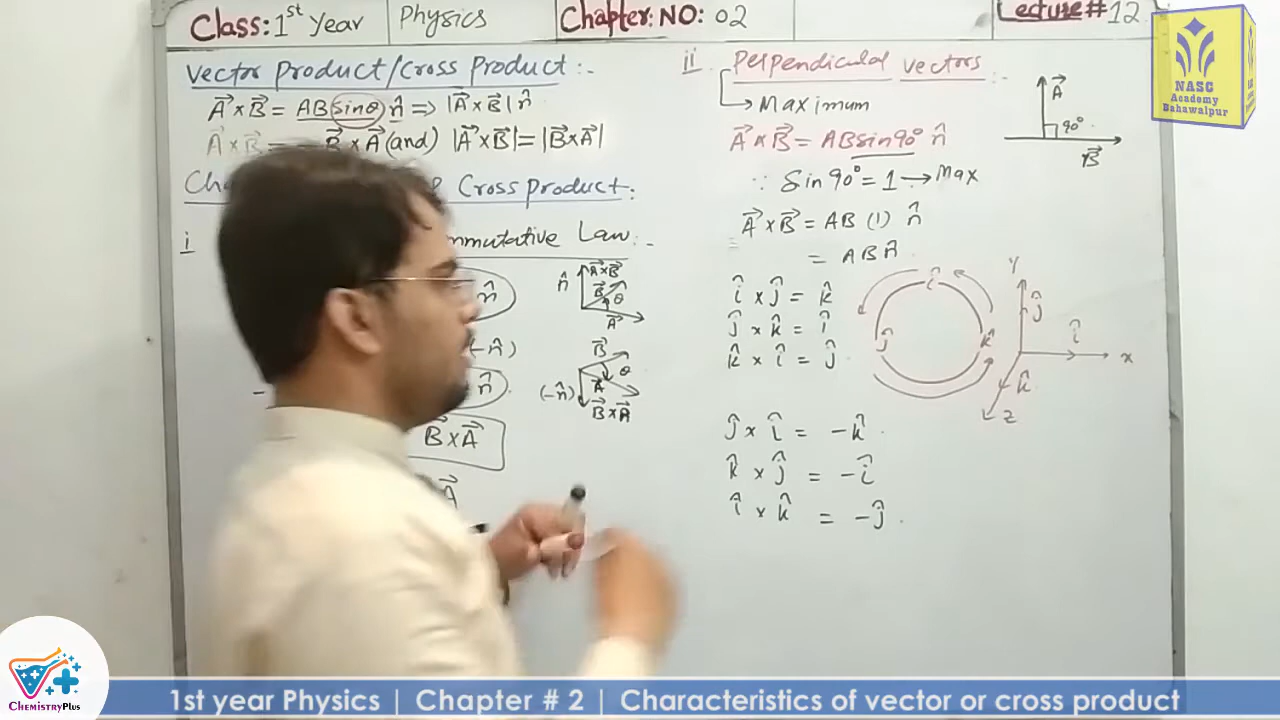 Class: 1st Year Physics Chapter: NO: 02 Lecture # 12
NASC
Academy
Bahawalpur
Vector Product/Cross Product :-
A⃗ × B⃗ = AB sinθ n̂ => |A⃗ × B⃗| n̂
A⃗ × B⃗ = - B⃗ × A⃗ (and) |A⃗ × B⃗| = |B⃗ × A⃗|
Cross product :-
i
Law :-
n̂
(-n̂)
n̂
B⃗ × A⃗
A⃗
n̂ A⃗ × B⃗
B⃗ θ
A⃗
B⃗
θ
(-n̂) A⃗
B⃗ × A⃗
ii. Perpendicular vectors :-
Maximum
A⃗ × B⃗ = AB sin90° n̂
∵ Sin 90° = 1 → Max
A⃗ × B⃗ = AB (1) n̂
= AB n̂
î × ĵ = k̂
ĵ × k̂ = î
k̂ × î = ĵ
ĵ × î = -k̂
k̂ × ĵ = -î
î × k̂ = -ĵ.
A⃗
90°
B⃗
î
ĵ k̂
Y
ĵ
î
x
k̂
Z
ChemistryPlus
1st year Physics | Chapter # 2 | Characteristics of vector or cross product